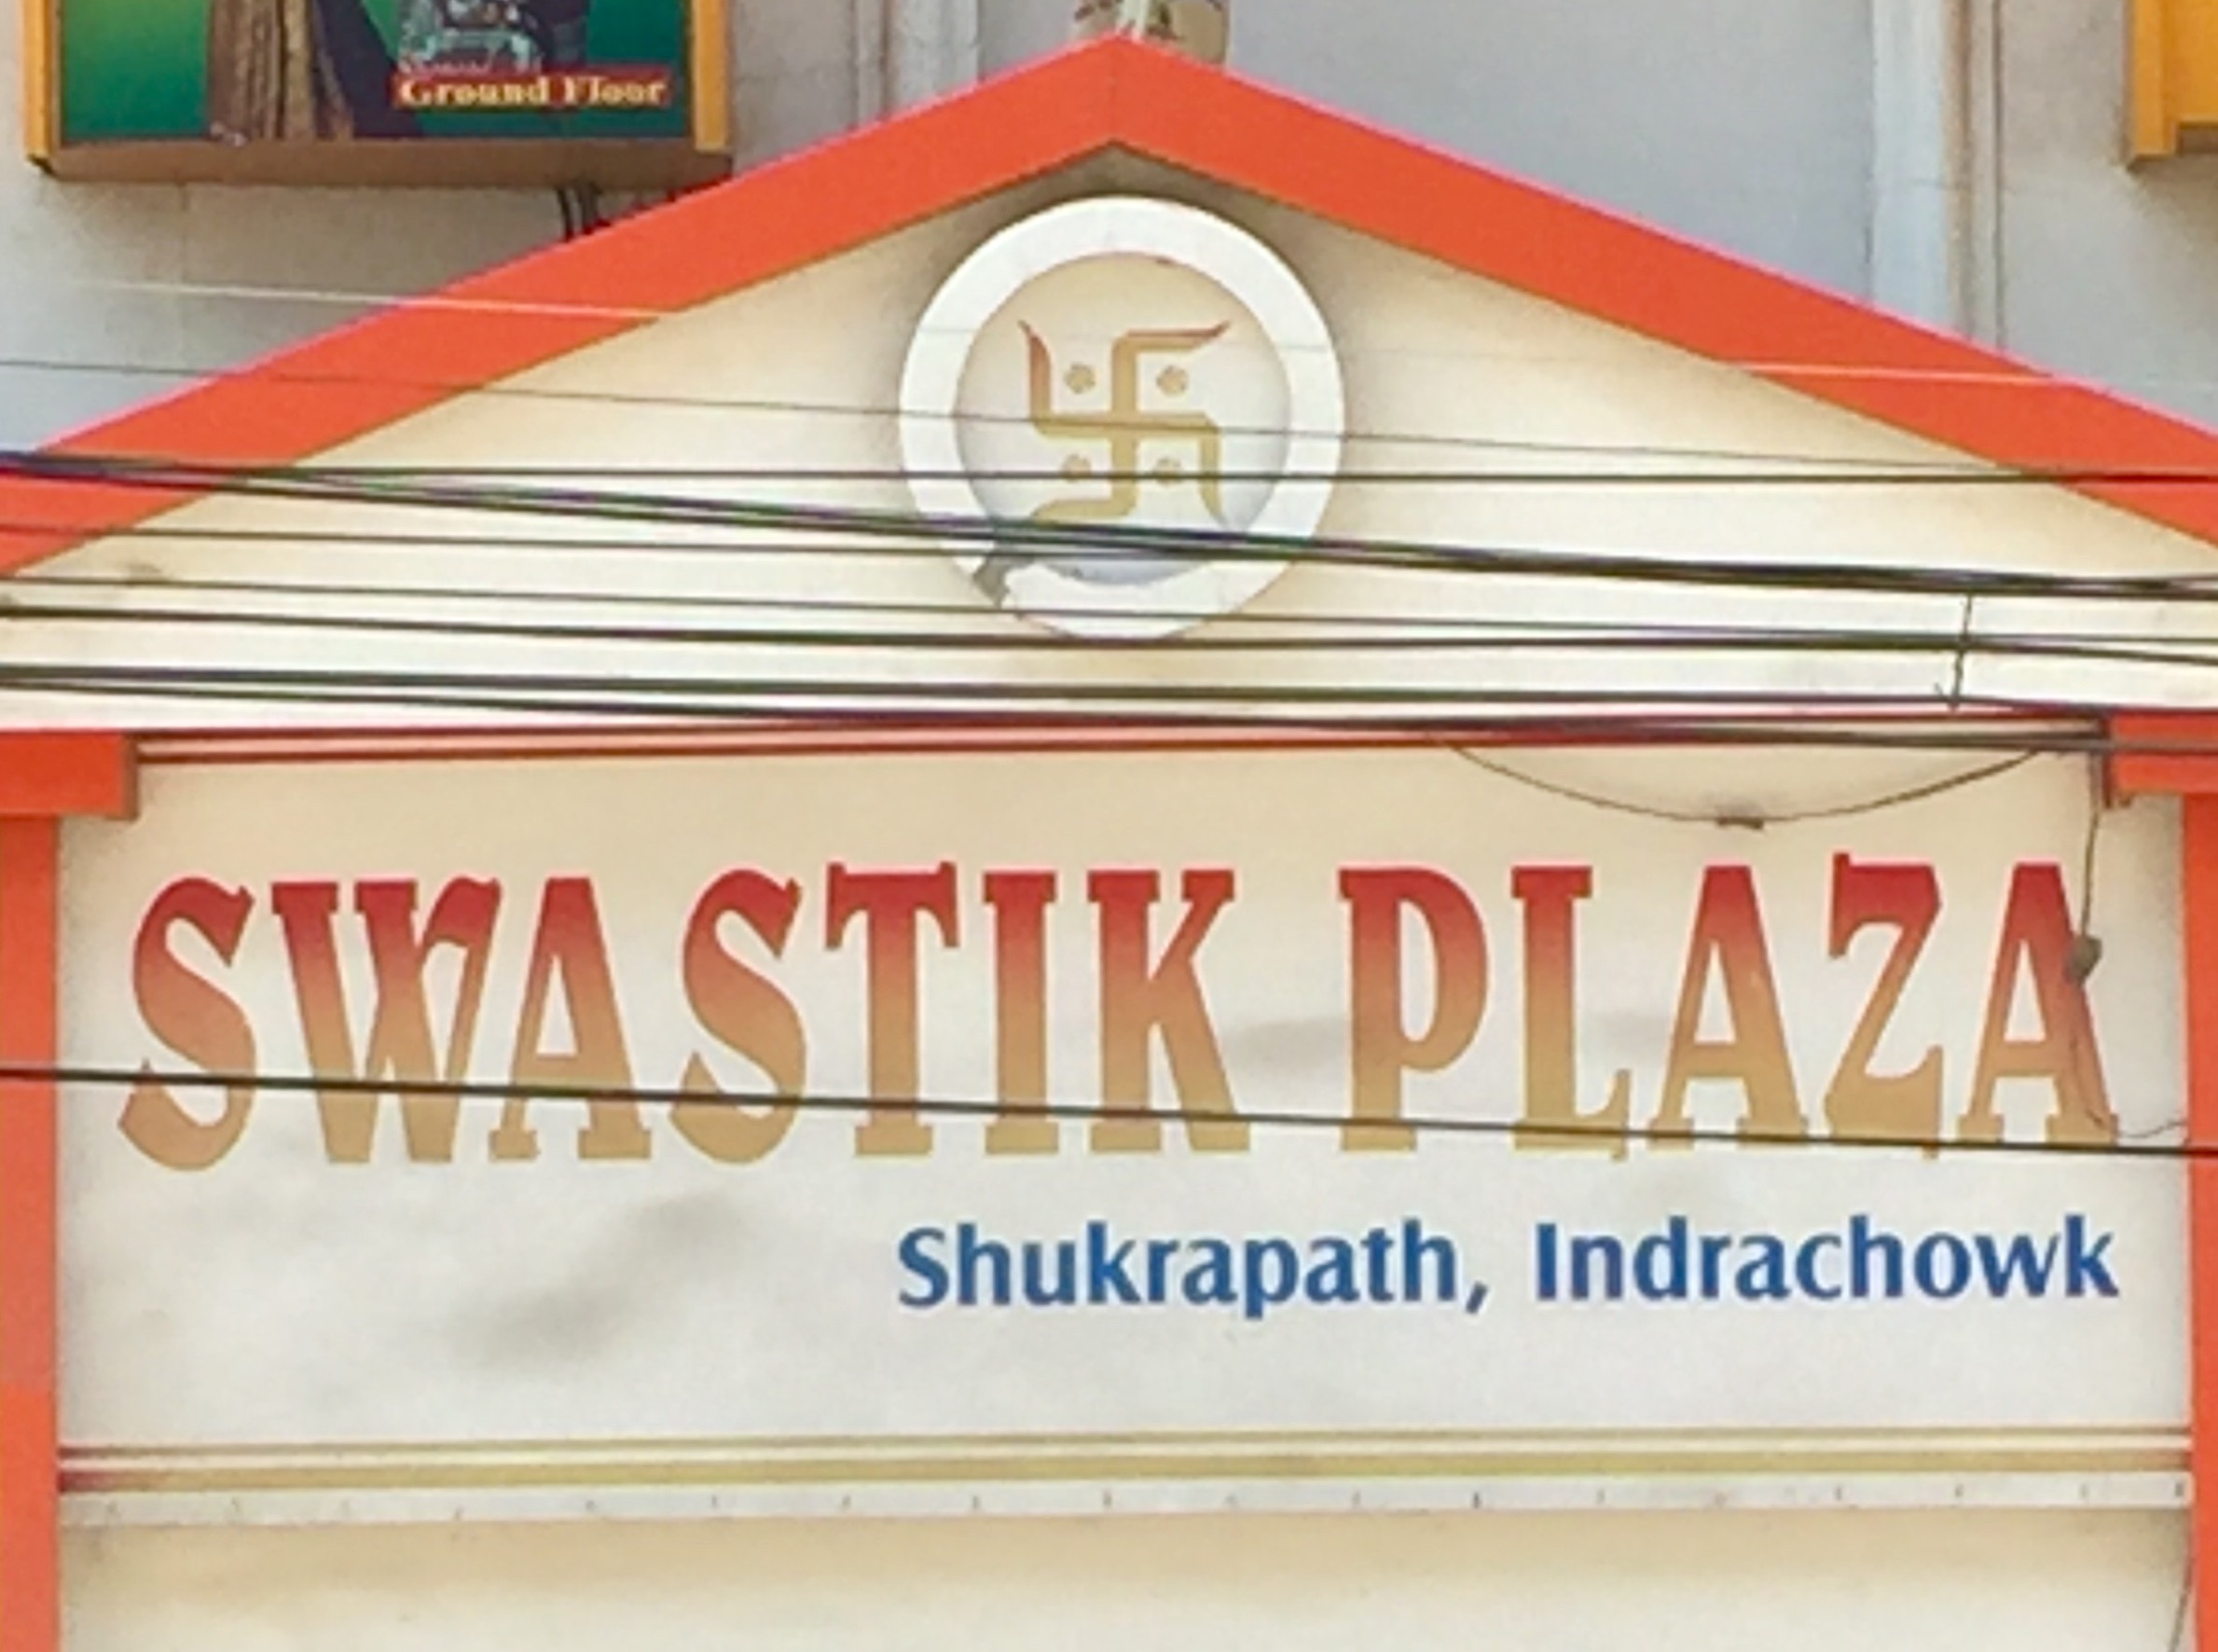 Ground Floor
SWASTIK PLAZA
Shukrapath, Indrachowk